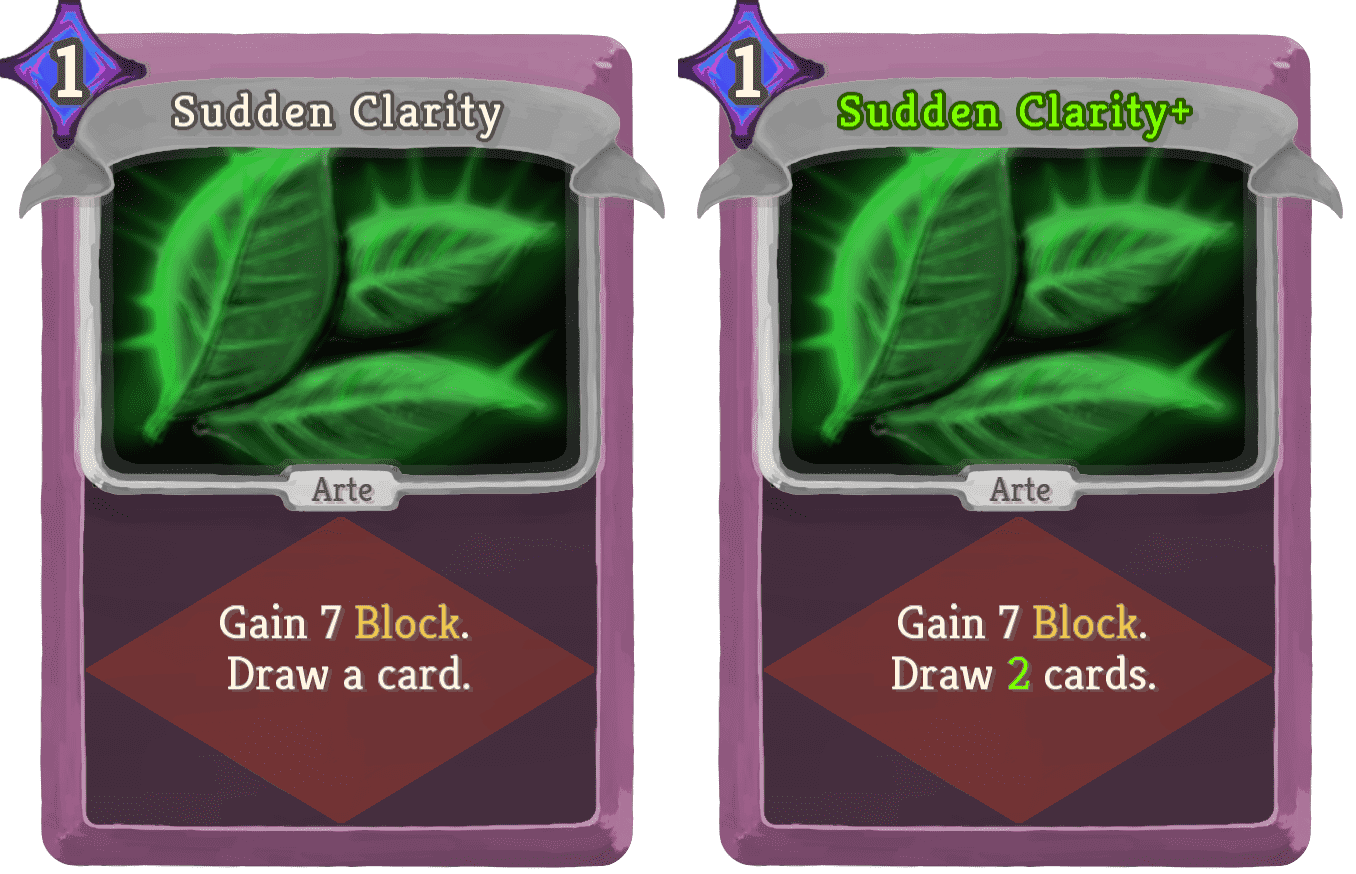 1
Sudden Clarity
Arte
Gain 7 Block.
Draw a card.
1
Sudden Clarity+
Arte
Gain 7 Block.
Draw 2 cards.